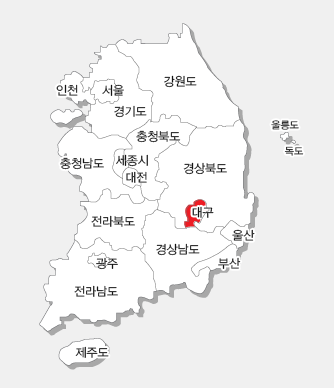 강원도
인천
서울
경기도
울릉도
독도
충청북도
충청남도
세종시
대전
경상북도
대구
전라북도
울산
경상남도
부산
광주
전라남도
제주도